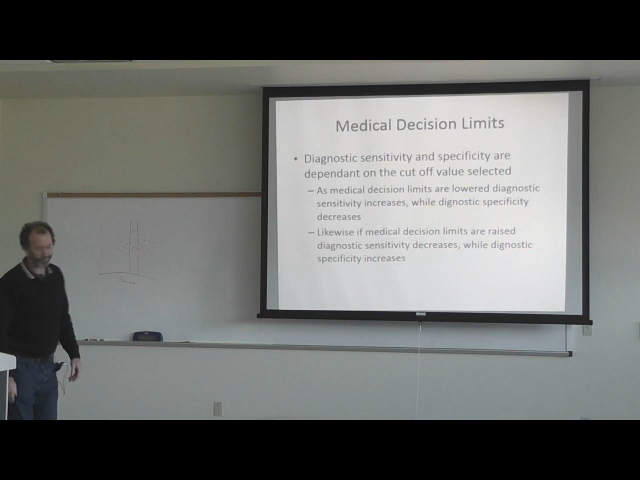 Medical Decision Limits
• Diagnostic sensitivity and specificity are
dependant on the cut off value selected
– As medical decision limits are lowered diagnostic
sensitivity increases, while dignostic specificity
decreases
– Likewise if medical decision limits are raised
diagnostic sensitivity decreases, while dignostic
specificity increases